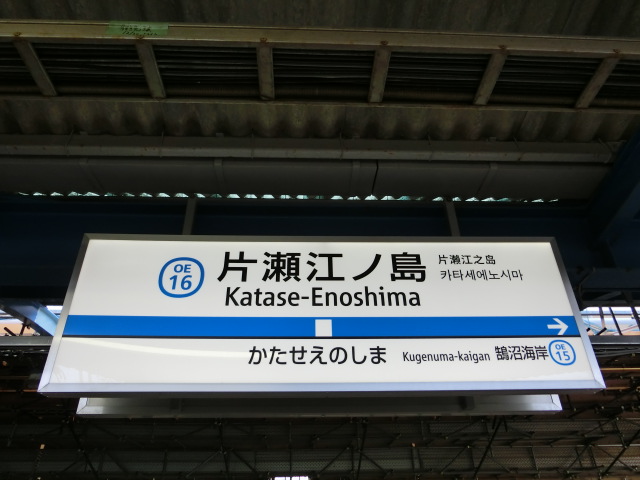 OE
16
片瀬江ノ島
Katase-Enoshima
片瀬江之岛
카타세에노시마
かたせえのしま
Kugenuma-kaigan 鵠沼海岸
OE
15